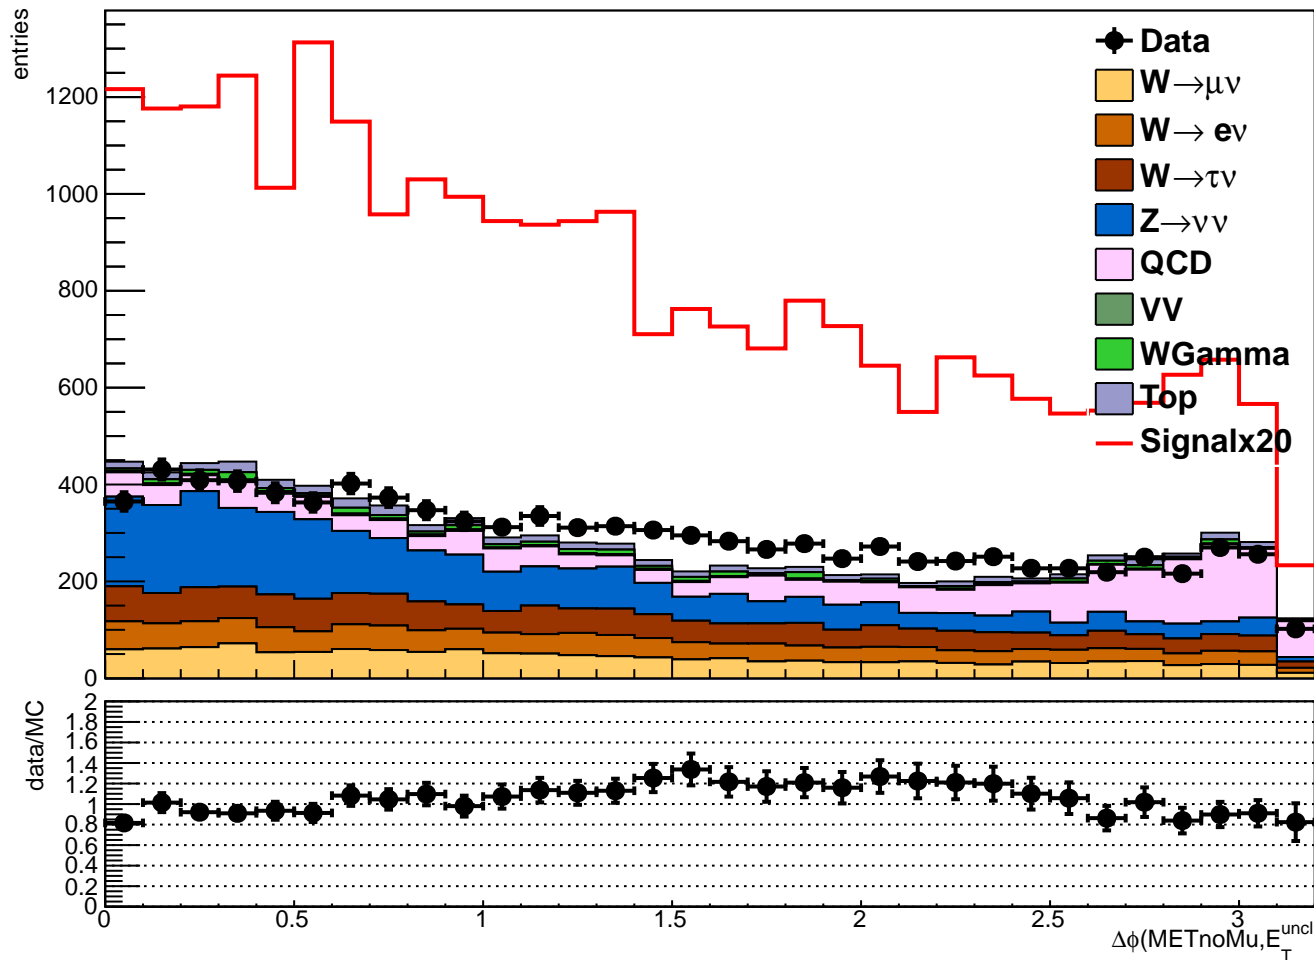 entries
1200
1000
800
600
400
200
0
Data
W→μν
W→ eν
W→τν
Z→νν
QCD
VV
WGamma
Top
Signalx20
data/MC
2
1.8
1.6
1.4
1.2
1
0.8
0.6
0.4
0.2
0
0 0.5 1 1.5 2 2.5 3
Δϕ(METnoMu,E_T^uncl